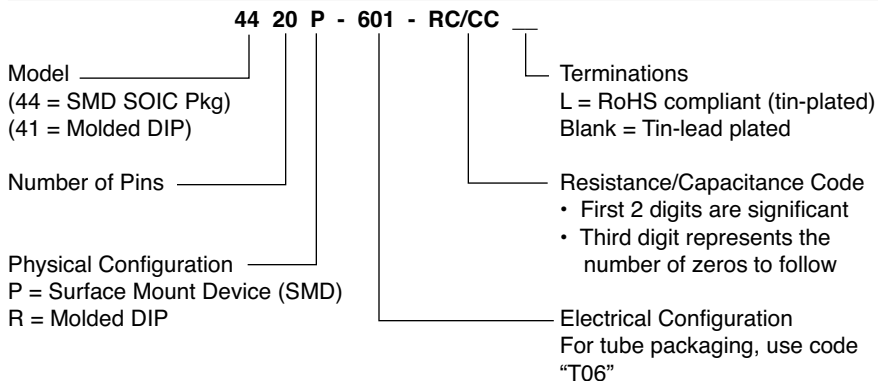 44 20 P - 601 - RC/CC __
Model
(44 = SMD SOIC Pkg)
(41 = Molded DIP)
Number of Pins
Physical Configuration
P = Surface Mount Device (SMD)
R = Molded DIP
Terminations
L = RoHS compliant (tin-plated)
Blank = Tin-lead plated
Resistance/Capacitance Code
• First 2 digits are significant
• Third digit represents the
number of zeros to follow
Electrical Configuration
For tube packaging, use code
“T06”